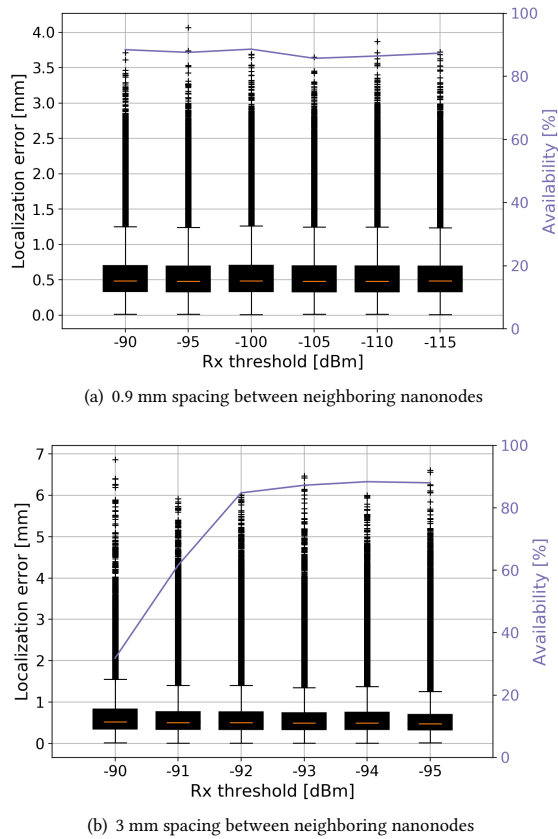 100
4.0
3.5
80
3.0
2.5
60
2.0
1.5
40
1.0
20
0.5
0.0
0
Localization error [mm]
Availability [%]
-90 -95 -100 -105 -110 -115
Rx threshold [dBm]
(a) 0.9 mm spacing between neighboring nanonodes
7
100
6
80
5
60
4
3
40
2
20
1
0
0
Localization error [mm]
Availability [%]
-90 -91 -92 -93 -94 -95
Rx threshold [dBm]
(b) 3 mm spacing between neighboring nanonodes